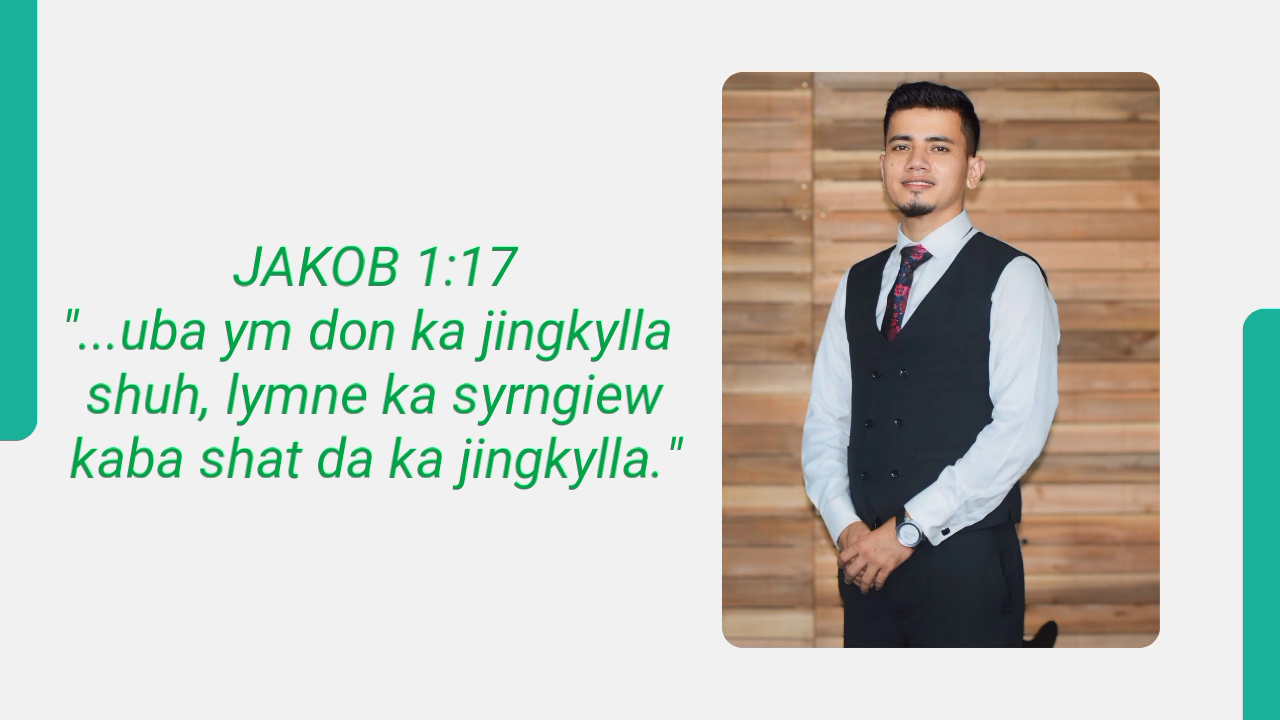 JAKOB 1:17
"...uba ym don ka jingkylla
shuh, lymne ka syrngiew
kaba shat da ka jingkylla."